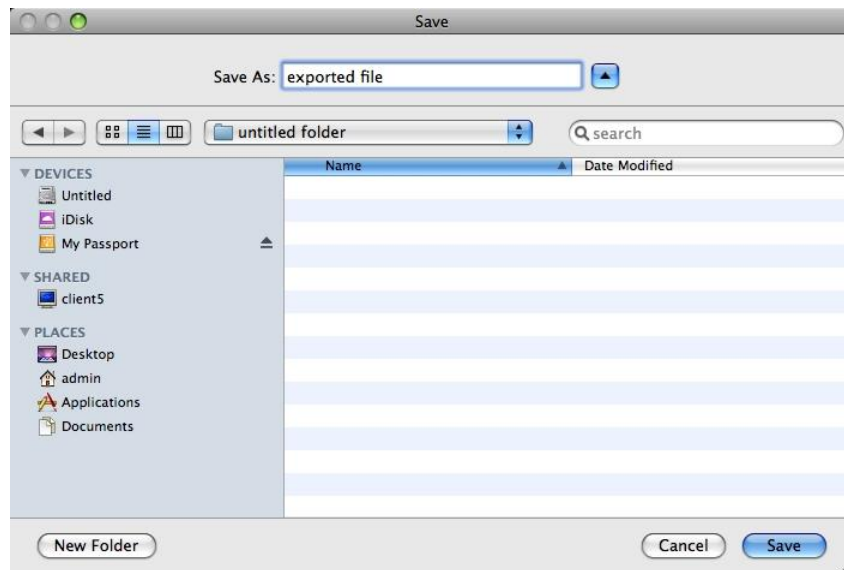 Save
Save As: exported file
untitled folder
search
Name Date Modified
DEVICES
Untitled
iDisk
My Passport
SHARED
client5
PLACES
Desktop
admin
Applications
Documents
New Folder Cancel Save